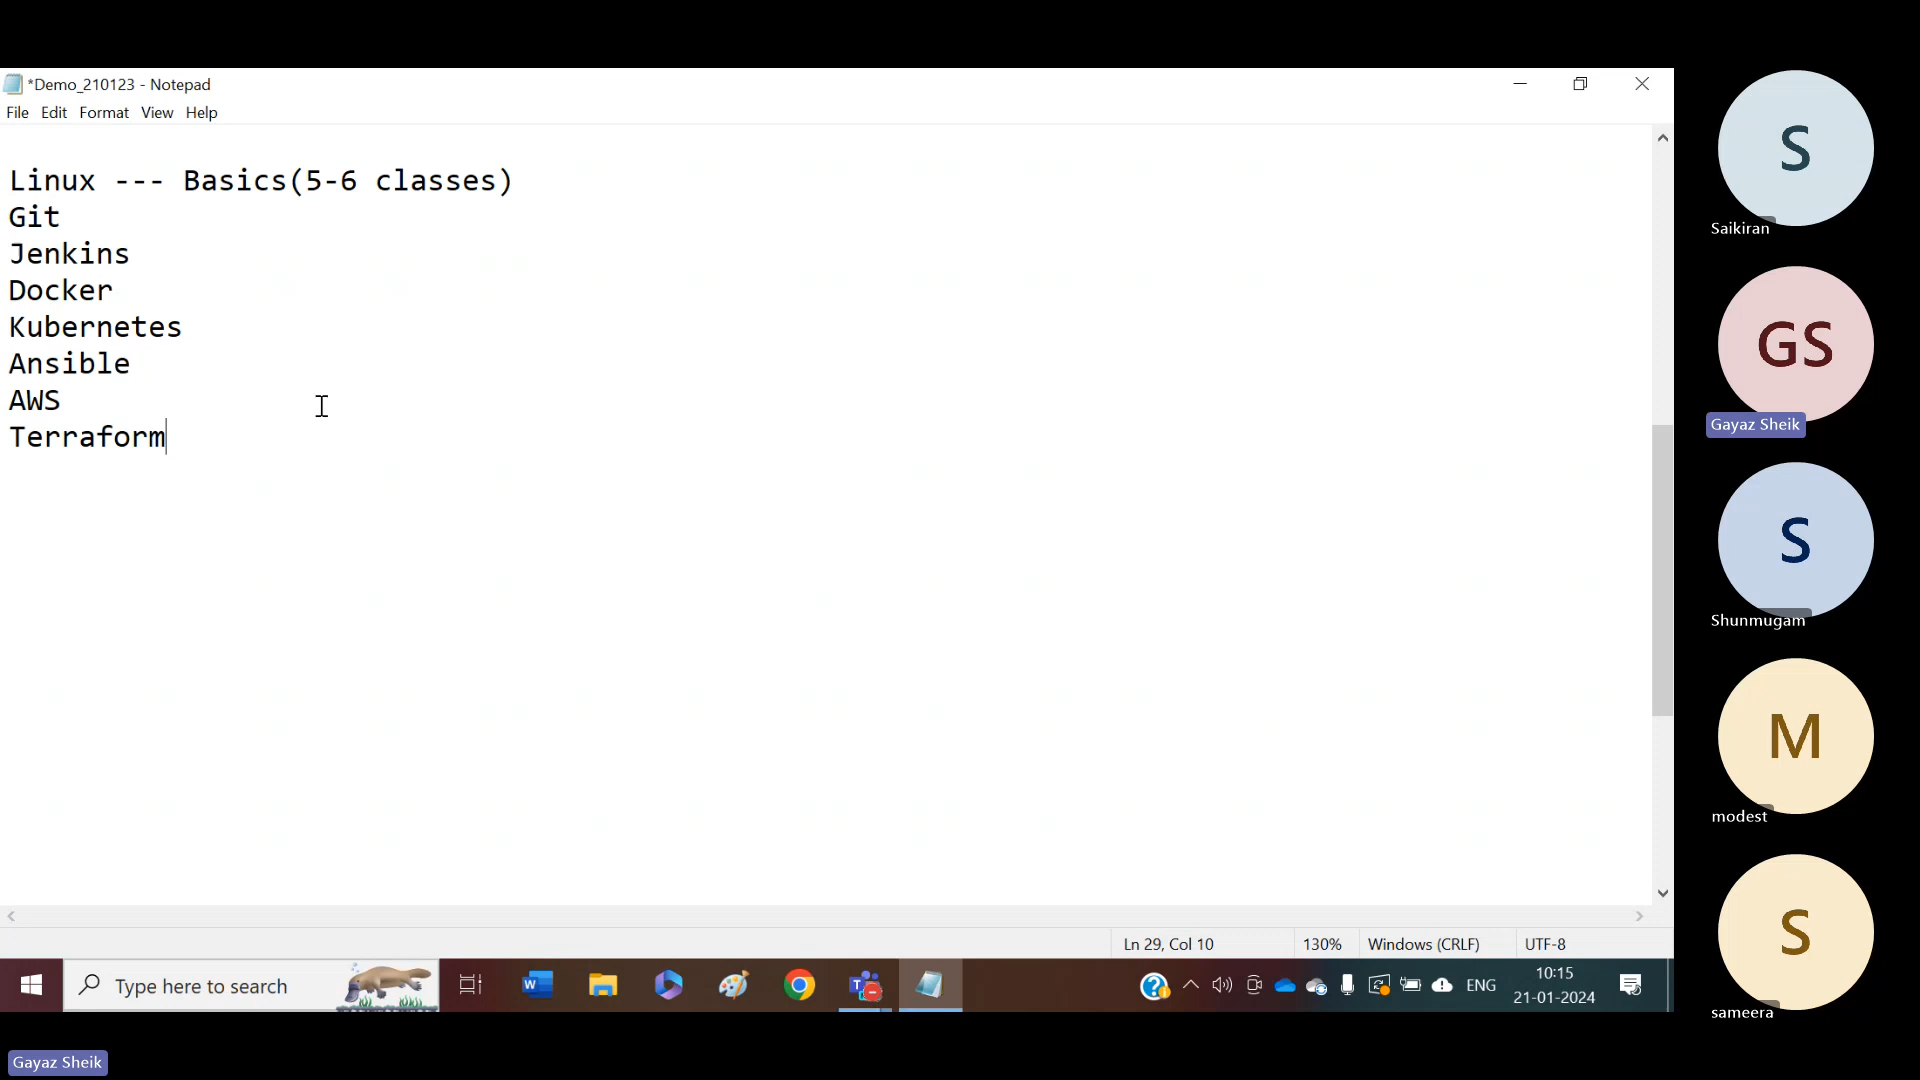 *Demo_210123 - Notepad
File Edit Format View Help
Linux --- Basics(5-6 classes)
Git
Jenkins
Docker
Kubernetes
Ansible
AWS
Terraform
Ln 29, Col 10
130%
Windows (CRLF)
UTF-8
Type here to search
ENG
10:15
21-01-2024
S
Saikiran
GS
Gayaz Sheik
S
Shunmugam
M
modest
S
sameera
Gayaz Sheik